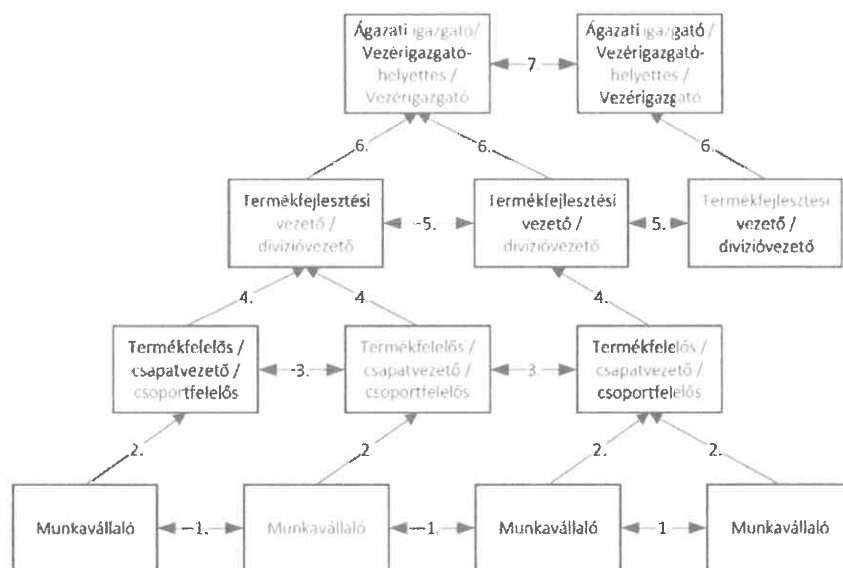 Ágazati igazgató/
Vezérigazgató-
helyettes /
Vezérigazgató
7.
Ágazati igazgató /
Vezérigazgató-
helyettes /
Vezérigazgató
6.
6.
6.
Termékfejlesztési
vezető /
divízióvezető
5.
Termékfejlesztési
vezető /
divízióvezető
5.
Termékfejlesztési
vezető /
divízióvezető
4.
4
4.
Termékfelelős /
csapatvezető /
csoportfelelős
3.
Termékfelelős /
csapatvezető /
csoportfelelős
3.
Termékfelelős /
csapatvezető /
csoportfelelős
2.
2
2.
2.
Munkavállaló
1.
Munkavállaló
1.
Munkavállaló
1
Munkavállaló